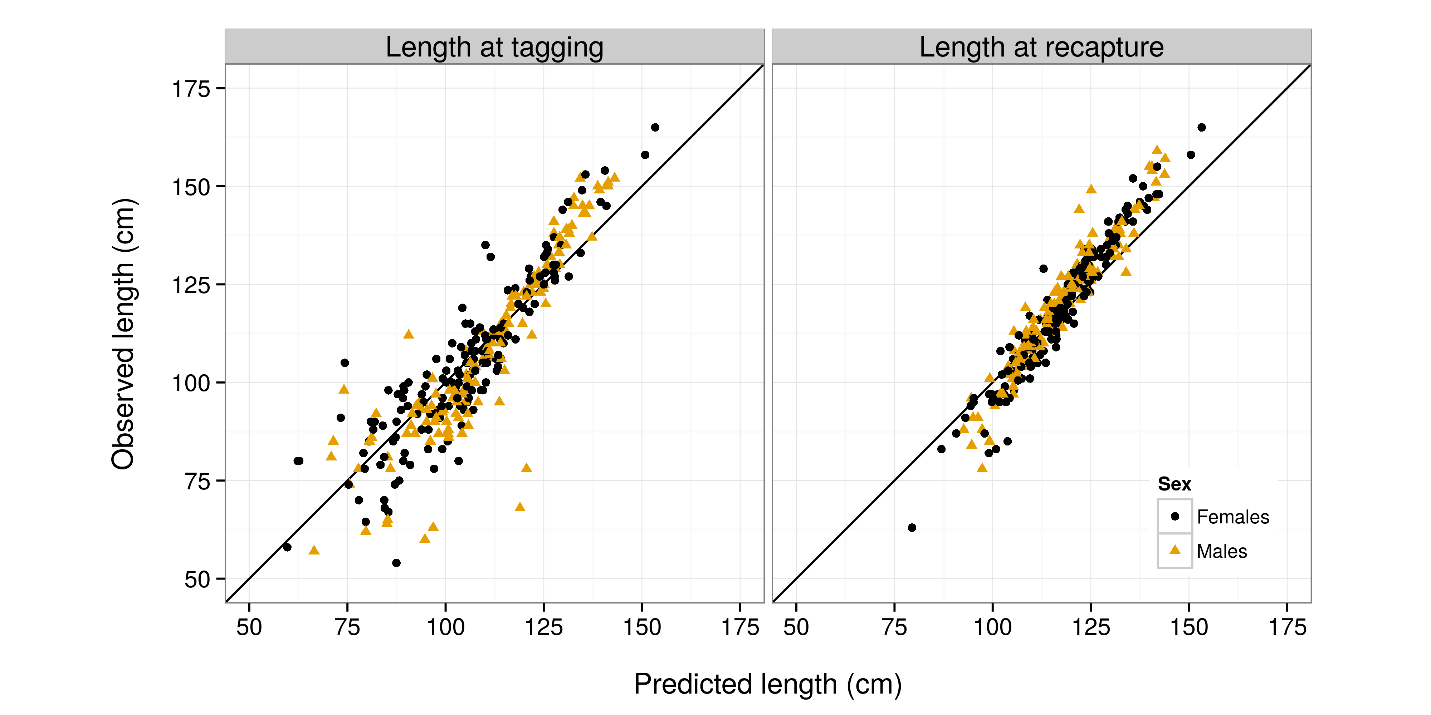 Length at tagging
Length at recapture
175
150
125
100
75
50
Observed length (cm)
50 75 100 125 150 175
50 75 100 125 150 175
Predicted length (cm)
Sex
Females
Males